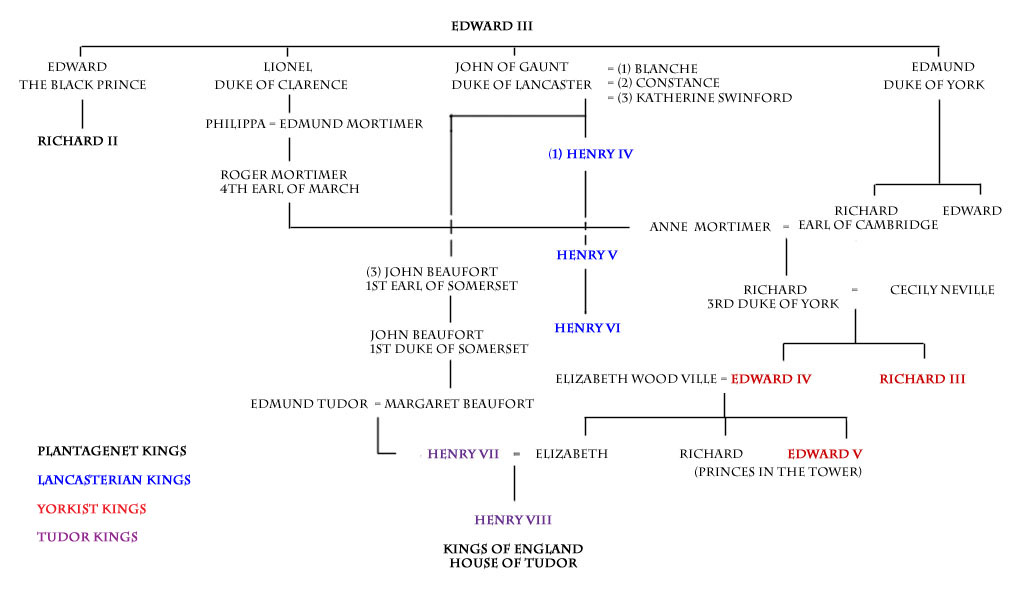 EDWARD III
EDWARD
THE BLACK PRINCE
LIONEL
DUKE OF CLARENCE
JOHN OF GAUNT
DUKE OF LANCASTER
= (1) BLANCHE
= (2) CONSTANCE
= (3) KATHERINE SWINFORD
EDMUND
DUKE OF YORK
RICHARD II
PHILIPPA = EDMUND MORTIMER
(1) HENRY IV
ROGER MORTIMER
4TH EARL OF MARCH
ANNE MORTIMER =
RICHARD
EARL OF CAMBRIDGE
EDWARD
HENRY V
(3) JOHN BEAUFORT
1ST EARL OF SOMERSET
RICHARD = CECILY NEVILLE
3RD DUKE OF YORK
HENRY VI
JOHN BEAUFORT
1ST DUKE OF SOMERSET
ELIZABETH WOOD VILLE = EDWARD IV
RICHARD III
EDMUND TUDOR = MARGARET BEAUFORT
HENRY VII = ELIZABETH
RICHARD
EDWARD V
(PRINCES IN THE TOWER)
PLANTAGENET KINGS
LANCASTERIAN KINGS
YORKIST KINGS
TUDOR KINGS
HENRY VIII
KINGS OF ENGLAND
HOUSE OF TUDOR